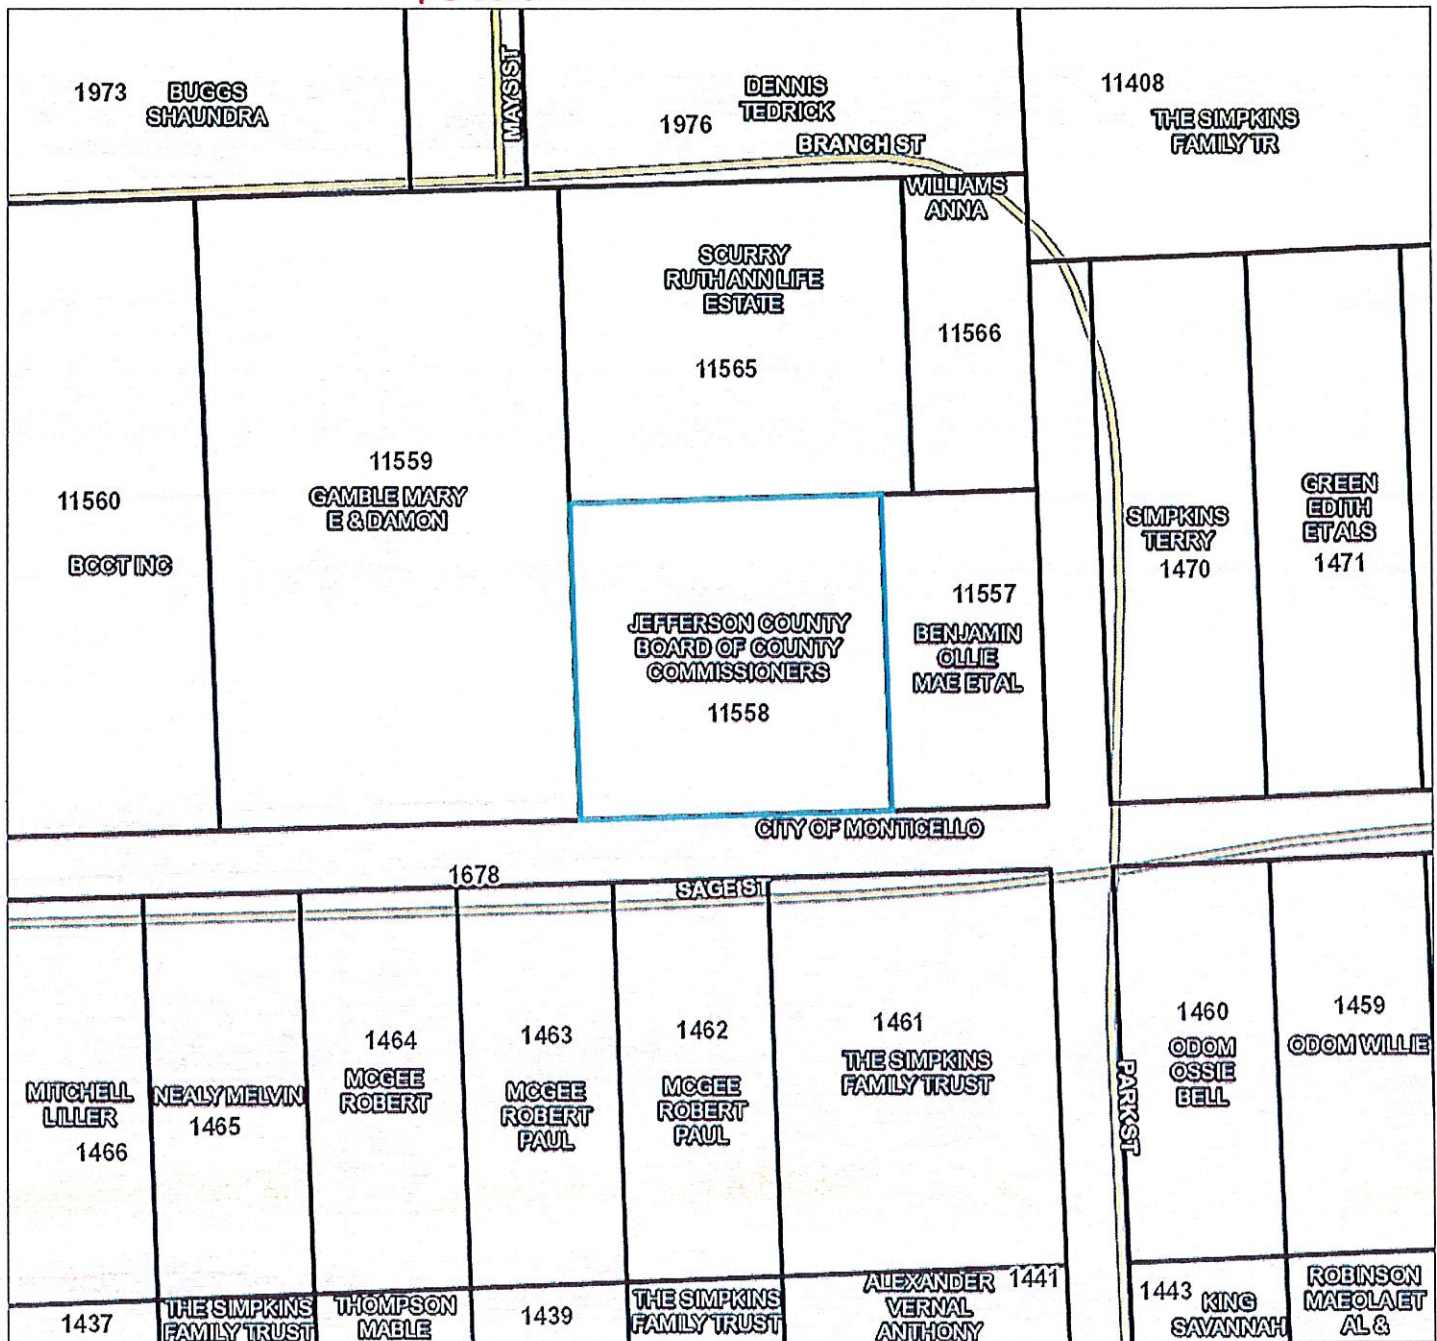 1973
BUGGS
SHAUNDRA
MAYS ST
DENNIS
TEDRICK
1976
BRANCH ST
11408
THE SIMPKINS
FAMILY TR
WILLIAMS
ANNA
SCURRY
RUTH ANN LIFE
ESTATE
11565
11566
11559
GAMBLE MARY
E & DAMON
11560
BCCT INC
SIMPKINS
TERRY
1470
GREEN
EDITH
ET ALS
1471
JEFFERSON COUNTY
BOARD OF COUNTY
COMMISSIONERS
11558
11557
BENJAMIN
OLLIE
MAE ET AL
CITY OF MONTICELLO
1678
SAGE ST
MITCHELL
LILLER
1466
NEALY MELVIN
1465
1464
MCGEE
ROBERT
1463
MCGEE
ROBERT
PAUL
1462
MCGEE
ROBERT
PAUL
1461
THE SIMPKINS
FAMILY TRUST
PARK ST
1460
ODOM
OSSIE
BELL
1459
ODOM WILLIE
1437
THE SIMPKINS
FAMILY TRUST
THOMPSON
MABLE
1439
THE SIMPKINS
FAMILY TRUST
ALEXANDER
VERNAL
ANTHONY
1441
1443
KING
SAVANNAH
ROBINSON
MAEOLA ET
AL &